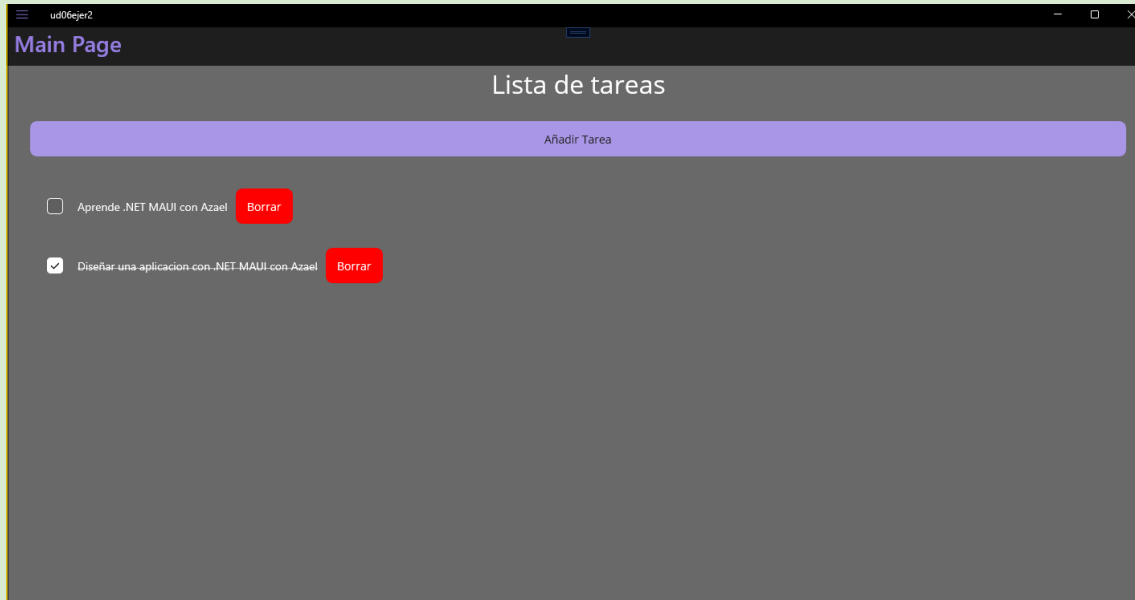 ud06ejer2
Main Page
Lista de tareas
Añadir Tarea
Aprende .NET MAUI con Azael Borrar
Diseñar una aplicacion con .NET MAUI con Azael Borrar